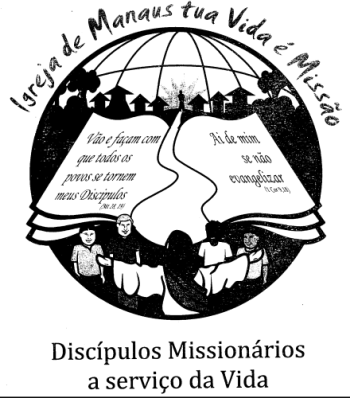 Igreja de Manaus tua Vida é Missão
Vão e façam com
que todos os
povos se tornem
meus Discípulos
Ai de mim
se não
evangelizar
Discípulos Missionários
a serviço da Vida